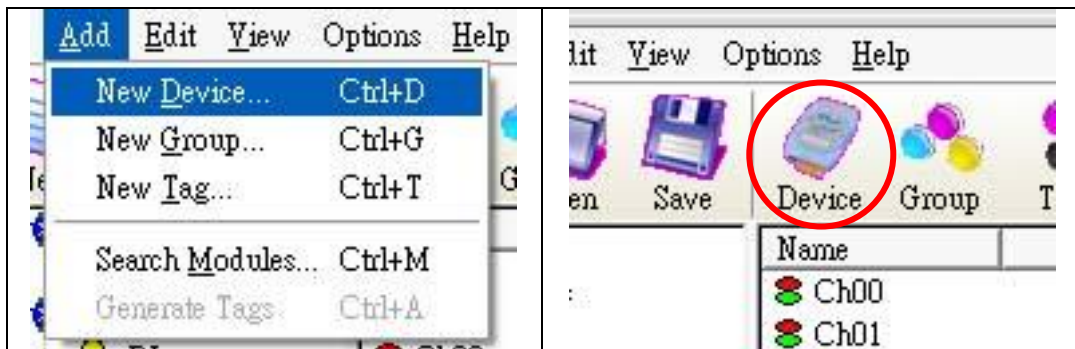 Add Edit View Options Help
New Device... Ctrl+D
New Group... Ctrl+G
New Tag... Ctrl+T
Search Modules... Ctrl+M
Generate Tags Ctrl+A
View Options Help
Save Device Group
Name
Ch00
Ch01